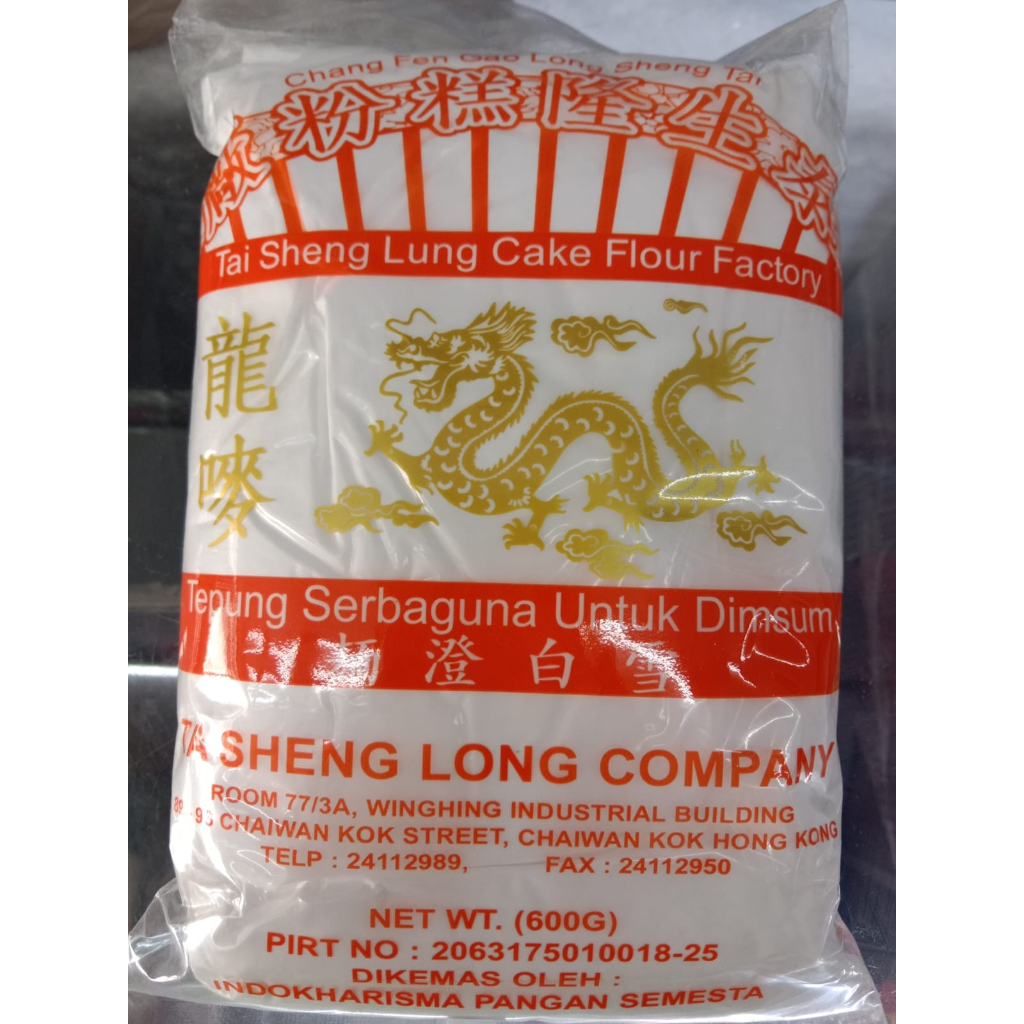 Chang Fen Gao Long Sheng Tai
粉糕隆生泰
Tai Sheng Lung Cake Flour Factory
龍
嘜
Tepung Serbaguna Untuk Dimsum
澄白雪
TAI SHENG LONG COMPANY
ROOM 77/3A, WINGHING INDUSTRIAL BUILDING
CHAIWAN KOK STREET, CHAIWAN KOK HONG KONG
TELP : 24112989, FAX : 24112950
NET WT. (600G)
PIRT NO : 2063175010018-25
DIKEMAS OLEH :
INDOKHARISMA PANGAN SEMESTA